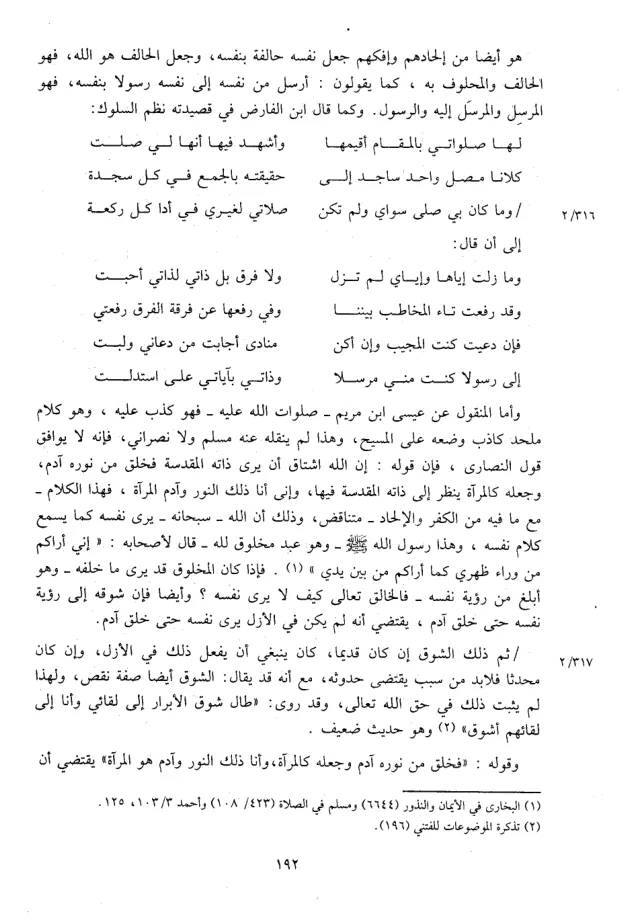 هو أيضا من إلحادهم وإفكهم جعل نفسه حالفة بنفسه، وجعل الحالف هو الله، فهو
الحالف والمحلوف به ، كما يقولون : أرسل من نفسه إلى نفسه رسولا بنفسه، فهو
المرسِل والمرسَل إليه والرسول. وكما قال ابن الفارض في قصيدته نظم السلوك:
لـهـا صـلواتـي بالمـقـام أقيمهـا وأشهـد فيهـا أنهـا لـي صلـت
كلانـا مـصـل واحـد ساجـد إلـى حقيقتـه بالجمع فـي كـل سجـدة
٢/٣١٦ /وما كان بي صلى سواي ولم تكن صلاتي لغيري في أدا كـل ركعـة
إلى أن قال:
وما زلت إياهـا وإيـاي لـم تـزل ولا فرق بل ذاتي لذاتي أحبـت
وقد رفعت تـاء المخاطـب بيننـا وفي رفعها عن فرقة الفرق رفعتي
فإن دعيت كنت المجيب وإن أكن منادى أجابت من دعاني ولبـت
إلى رسولا كنـت منـي مرسـلا وذاتـي بآياتي علـى استدلـت
وأما المنقول عن عيسى ابن مريم ـ صلوات الله عليه ـ فهو كذب عليه ، وهو كلام
ملحد كاذب وضعه على المسيح، وهذا لم ينقله عنه مسلم ولا نصراني، فإنه لا يوافق
قول النصارى ، فإن قوله : إن الله اشتاق أن يرى ذاته المقدسة فخلق من نوره آدم،
وجعله كالمرآة ينظر إلى ذاته المقدسة فيها، وإنى أنا ذلك النور وآدم المرآة ، فهذا الكلام ـ
مع ما فيه من الكفر والإلحاد ـ متناقض، وذلك أن الله ـ سبحانه ـ يرى نفسه كما يسمع
كلام نفسه ، وهذا رسول الله ﷺ ـ وهو عبد مخلوق لله ـ قال لأصحابه : « إني أراكم
من وراء ظهري كما أراكم من بين يدي » (١) . فإذا كان المخلوق قد يرى ما خلفه ـ وهو
أبلغ من رؤية نفسه ـ فالخالق تعالى كيف لا يرى نفسه ؟ وأيضا فإن شوقه إلى رؤية
نفسه حتى خلق آدم ، يقتضي أنه لم يكن في الأزل يرى نفسه حتى خلق آدم.
٢/٣١٧ /ثم ذلك الشوق إن كان قديما، كان ينبغي أن يفعل ذلك في الأزل، وإن كان
محدثا فلابد من سبب يقتضى حدوثه، مع أنه قد يقال: الشوق أيضا صفة نقص، ولهذا
لم يثبت ذلك في حق الله تعالى، وقد روى: «طال شوق الأبرار إلى لقائي وأنا إلى
لقائهم أشوق» (٢) وهو حديث ضعيف .
وقوله : «فخلق من نوره آدم وجعله كالمرآة،وأنا ذلك النور وآدم هو المرآة» يقتضي أن
(١) البخارى في الأيمان والنذور (٦٦٤٤) ومسلم في الصلاة (٤٢٣/ ١٠٨) وأحمد ٣/ ١٠٣، ١٢٥.
(٢) تذكرة الموضوعات للفتني (١٩٦).
١٩٢